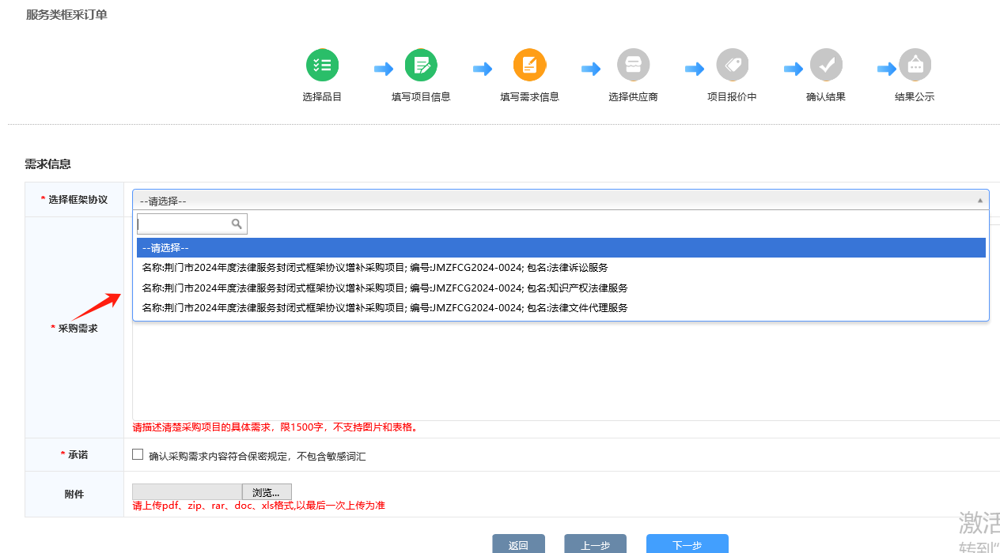 服务类框采订单
选择品目 填写项目信息 填写需求信息 选择供应商 项目报价中 确认结果 结果公示
需求信息
* 选择框架协议
--请选择--
--请选择--
名称:荆门市2024年度法律服务封闭式框架协议增补采购项目; 编号:JMZFCG2024-0024; 包名:法律诉讼服务
名称:荆门市2024年度法律服务封闭式框架协议增补采购项目; 编号:JMZFCG2024-0024; 包名:知识产权法律服务
名称:荆门市2024年度法律服务封闭式框架协议增补采购项目; 编号:JMZFCG2024-0024; 包名:法律文件代理服务
* 采购需求
请描述清楚采购项目的具体需求，限1500字，不支持图片和表格。
* 承诺
确认采购需求内容符合保密规定，不包含敏感词汇
附件
浏览...
请上传pdf、zip、rar、doc、xls格式,以最后一次上传为准
返回 上一步 下一步
激活
转到"